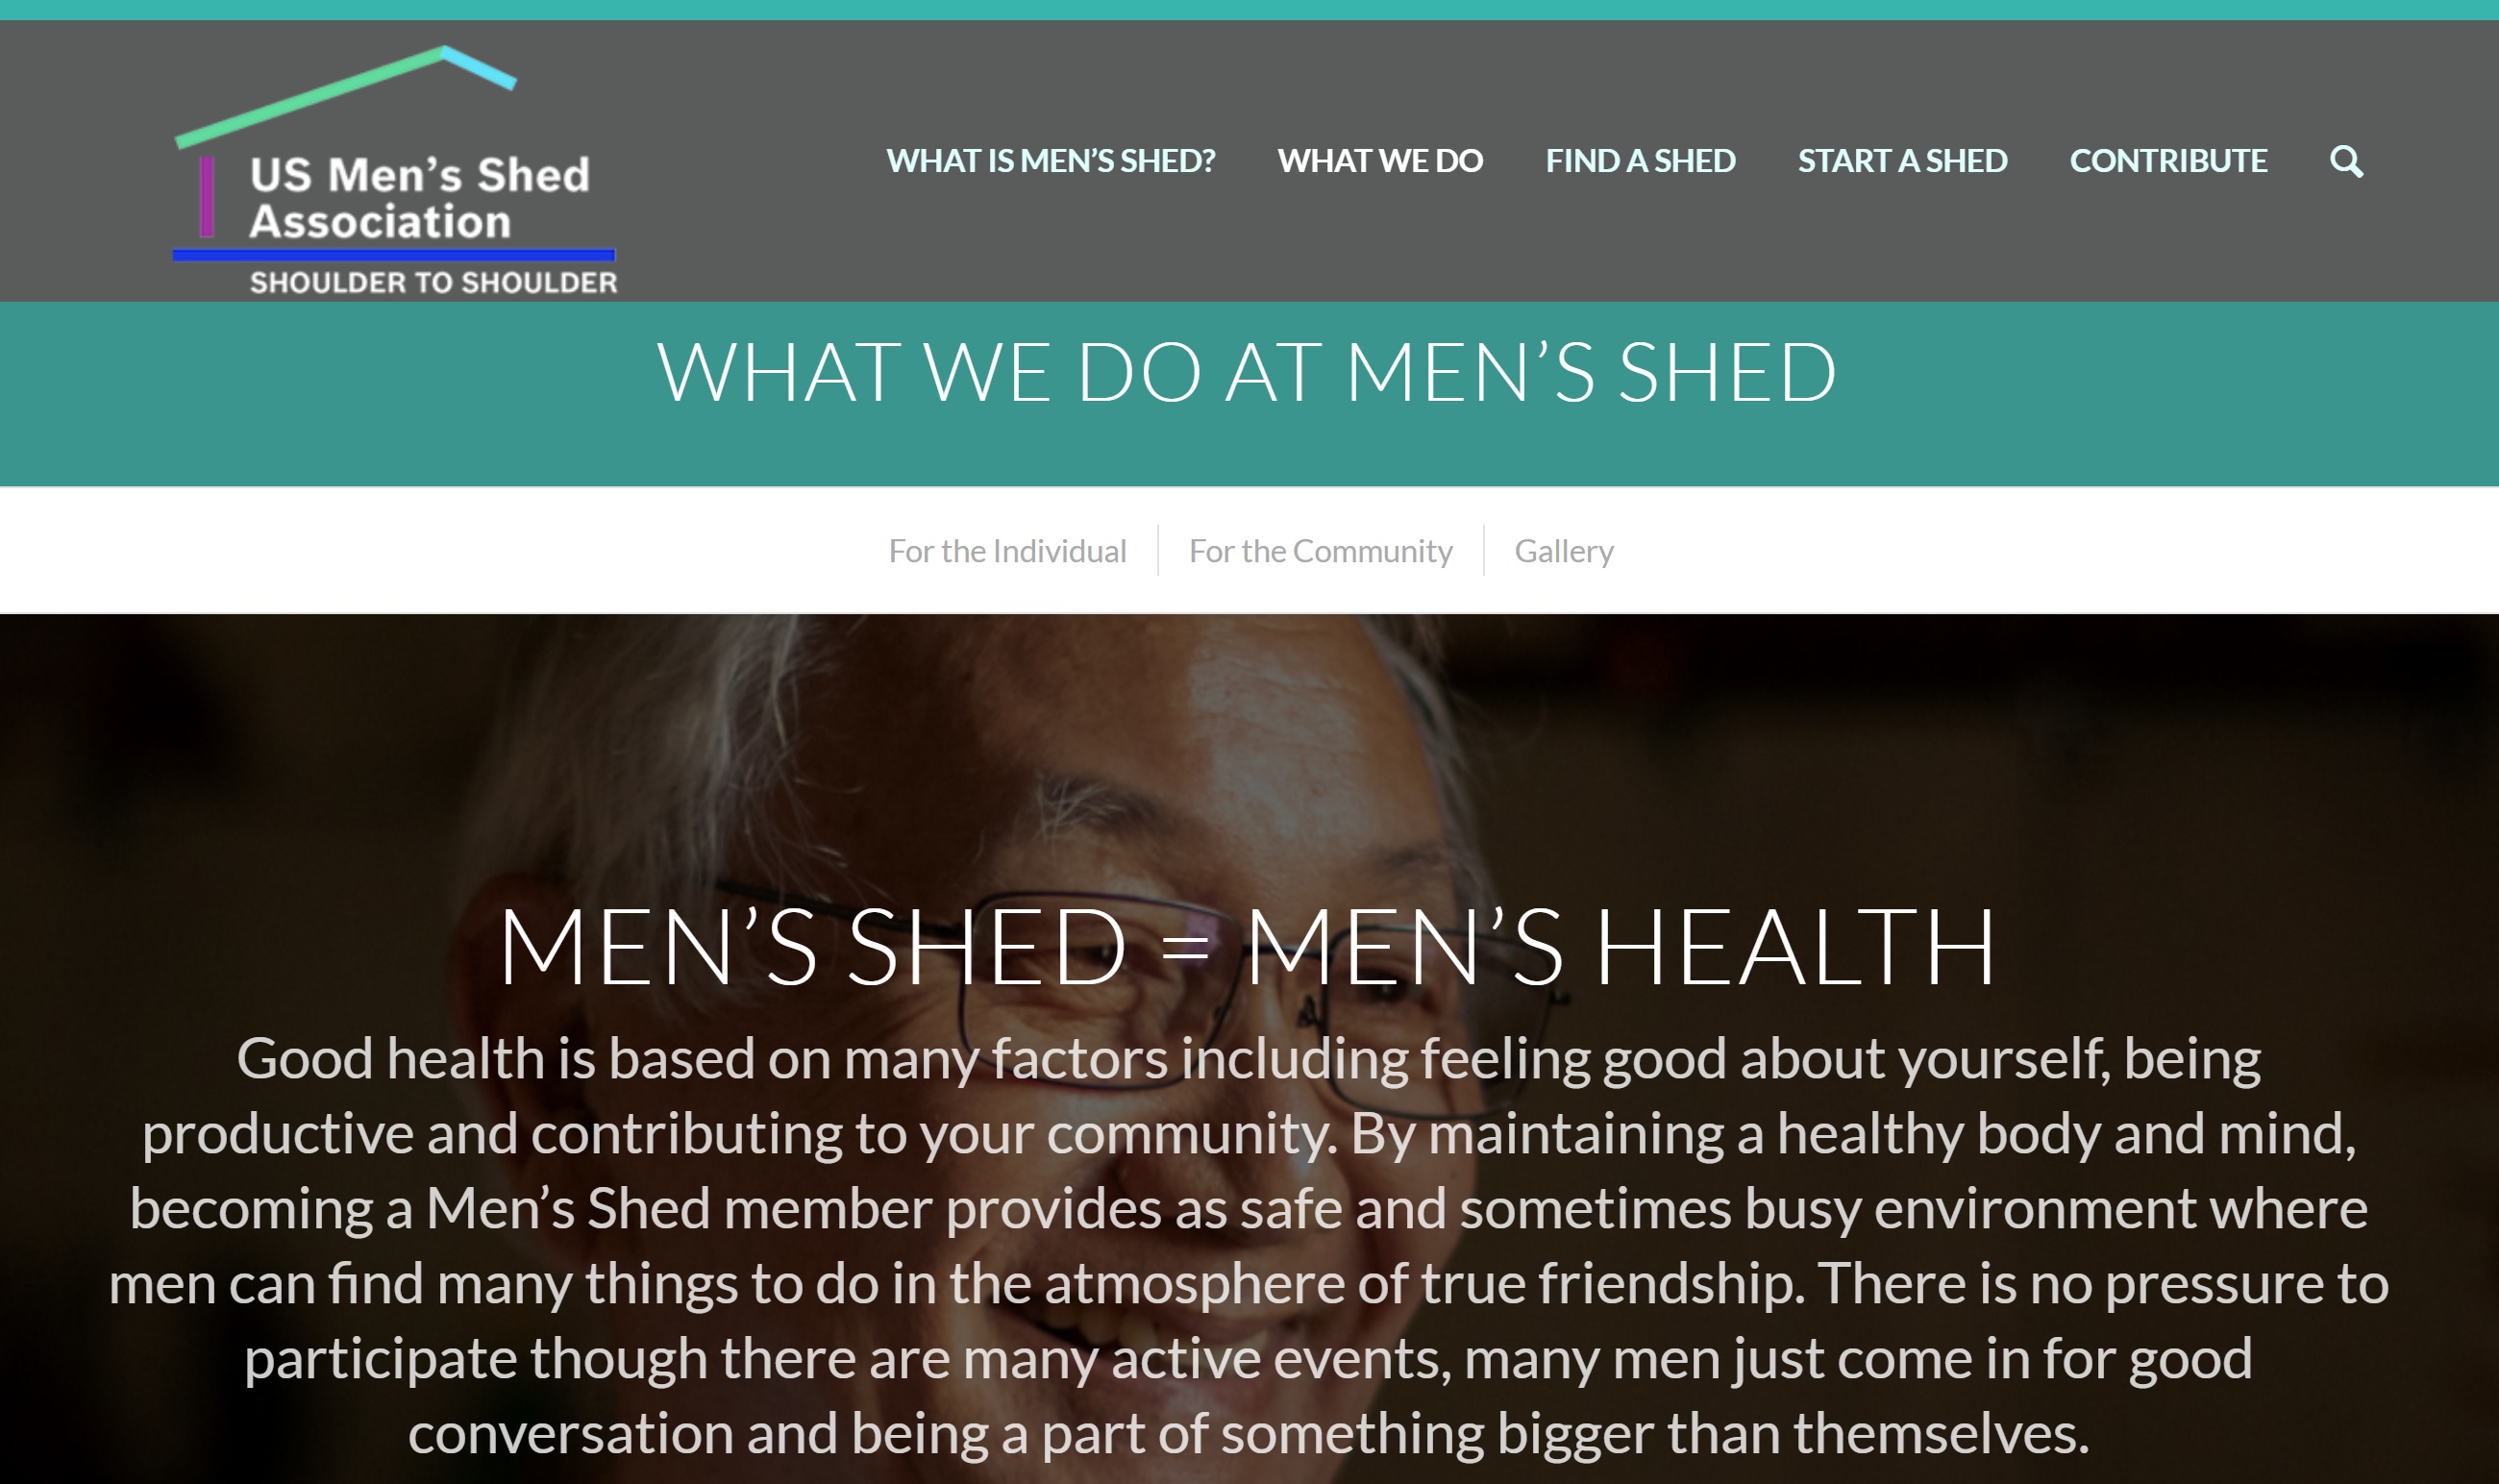 US Men’s Shed
Association
SHOULDER TO SHOULDER
WHAT IS MEN’S SHED?
WHAT WE DO
FIND A SHED
START A SHED
CONTRIBUTE
WHAT WE DO AT MEN’S SHED
For the Individual
For the Community
Gallery
MEN’S SHED = MEN’S HEALTH
Good health is based on many factors including feeling good about yourself, being
productive and contributing to your community. By maintaining a healthy body and mind,
becoming a Men’s Shed member provides as safe and sometimes busy environment where
men can find many things to do in the atmosphere of true friendship. There is no pressure to
participate though there are many active events, many men just come in for good
conversation and being a part of something bigger than themselves.